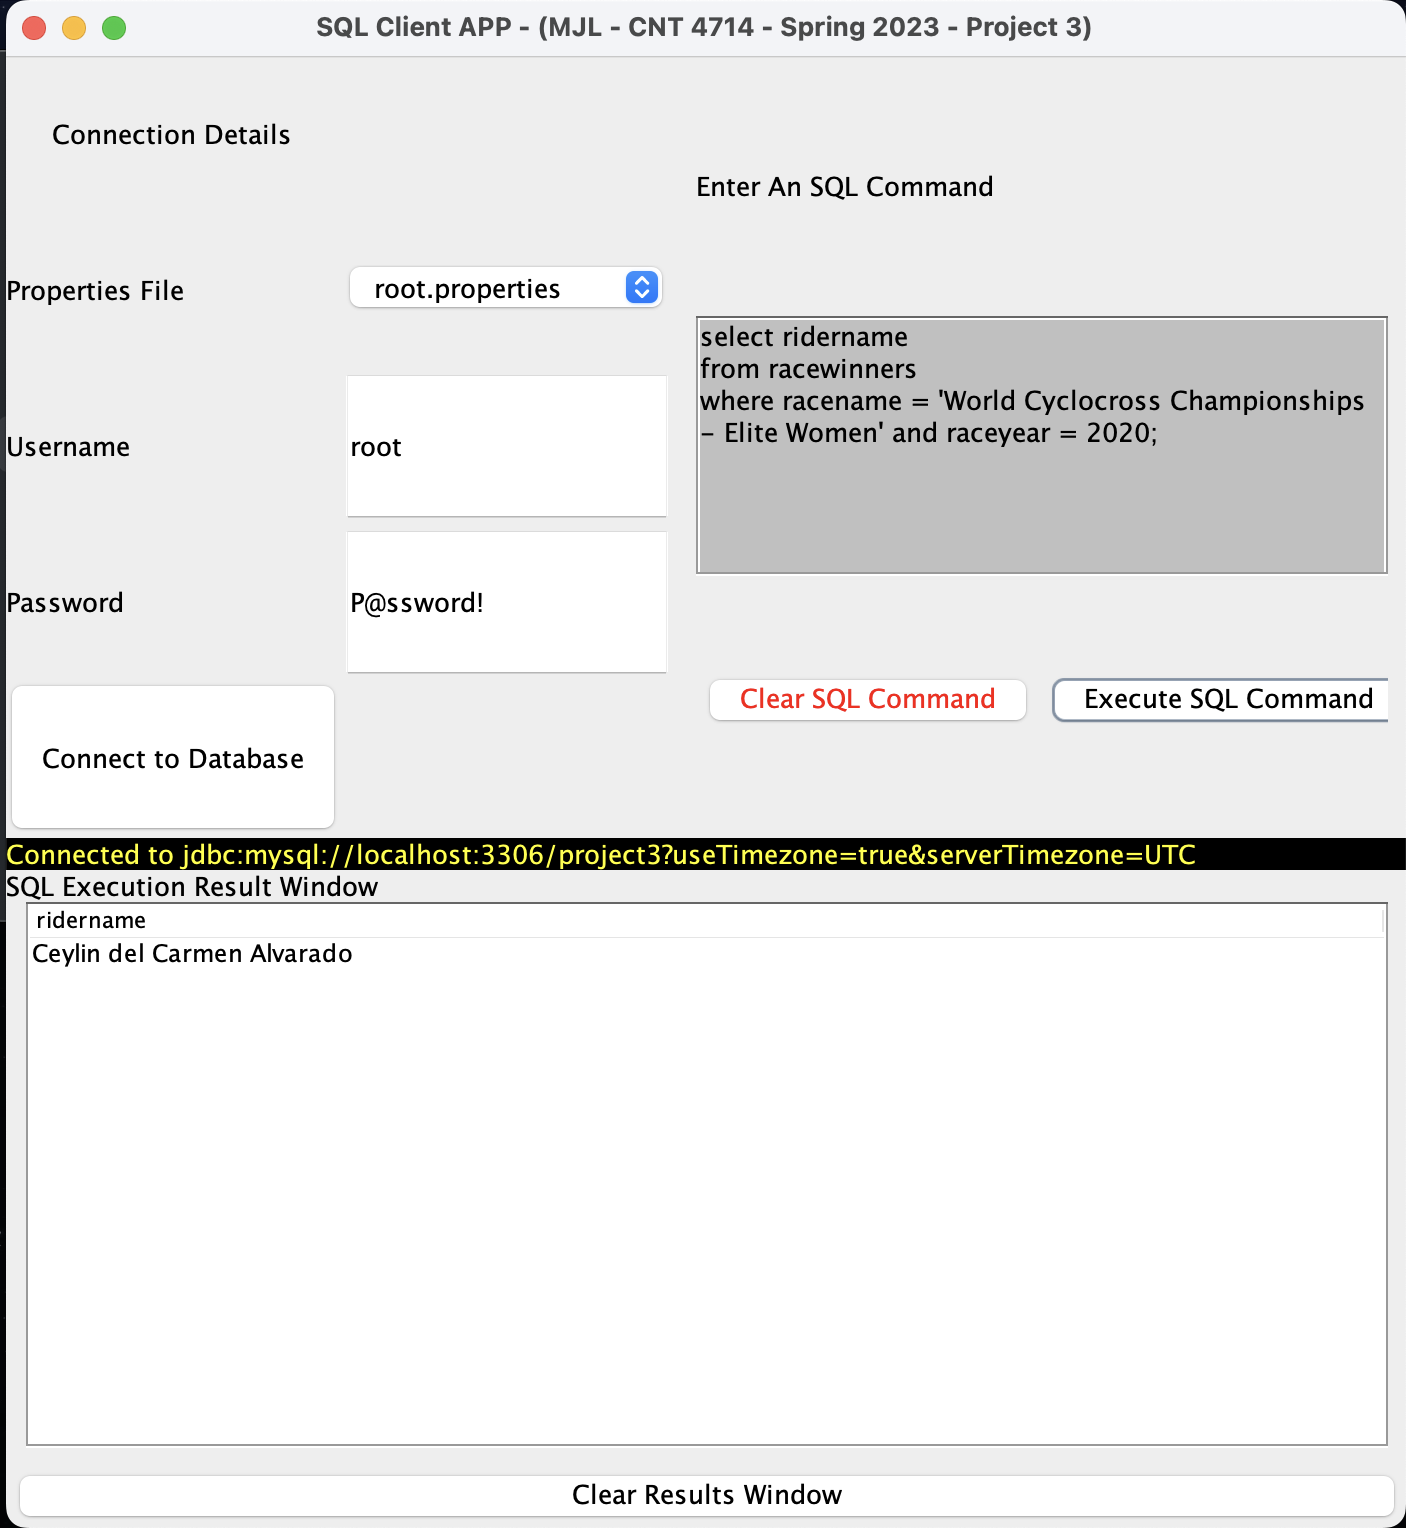 SQL Client APP - (MJL - CNT 4714 - Spring 2023 - Project 3)
Connection Details
Enter An SQL Command
Properties File
root.properties
select ridername
from racewinners
where racename = 'World Cyclocross Championships
- Elite Women' and raceyear = 2020;
Username
root
Password
P@ssword!
Clear SQL Command
Execute SQL Command
Connect to Database
Connected to jdbc:mysql://localhost:3306/project3?useTimezone=true&serverTimezone=UTC
SQL Execution Result Window
ridername
Ceylin del Carmen Alvarado
Clear Results Window